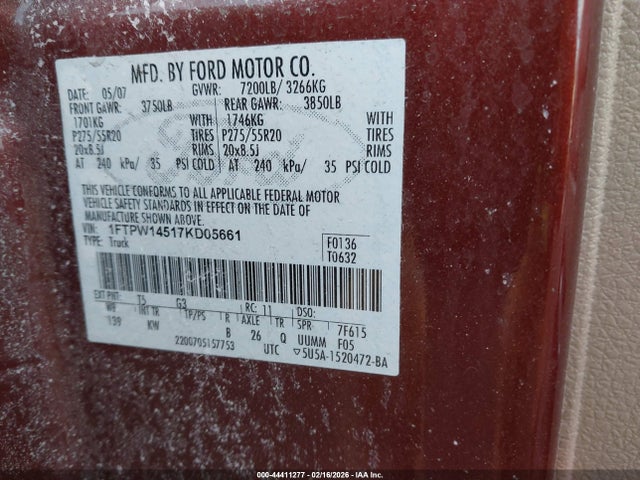 MFD. BY FORD MOTOR CO.
DATE: 05/07 GVWR: 7200LB/ 3266KG
FRONT GAWR: 3750LB REAR GAWR: 3850LB
1701KG WITH 1746KG WITH
P275/55R20 TIRES P275/55R20 TIRES
20x8.5J RIMS 20x8.5J RIMS
AT 240 kPa/ 35 PSI COLD AT 240 kPa/ 35 PSI COLD
THIS VEHICLE CONFORMS TO ALL APPLICABLE FEDERAL MOTOR
VEHICLE SAFETY STANDARDS IN EFFECT ON THE DATE OF
MANUFACTURE SHOWN ABOVE.
VIN: 1FTPW14517KD05661 F0136
TYPE: Truck T0632
EXT PNT: T5 G3 RC: 11 DSO:
WB INT TR TP/PS R AXLE TR SPR 7F615
139 KW B 26 Q UUMM F05
2200705157753 UTC ▽5U5A-1520472-BA
000-44411277 - 02/16/2026 - IAA Inc.